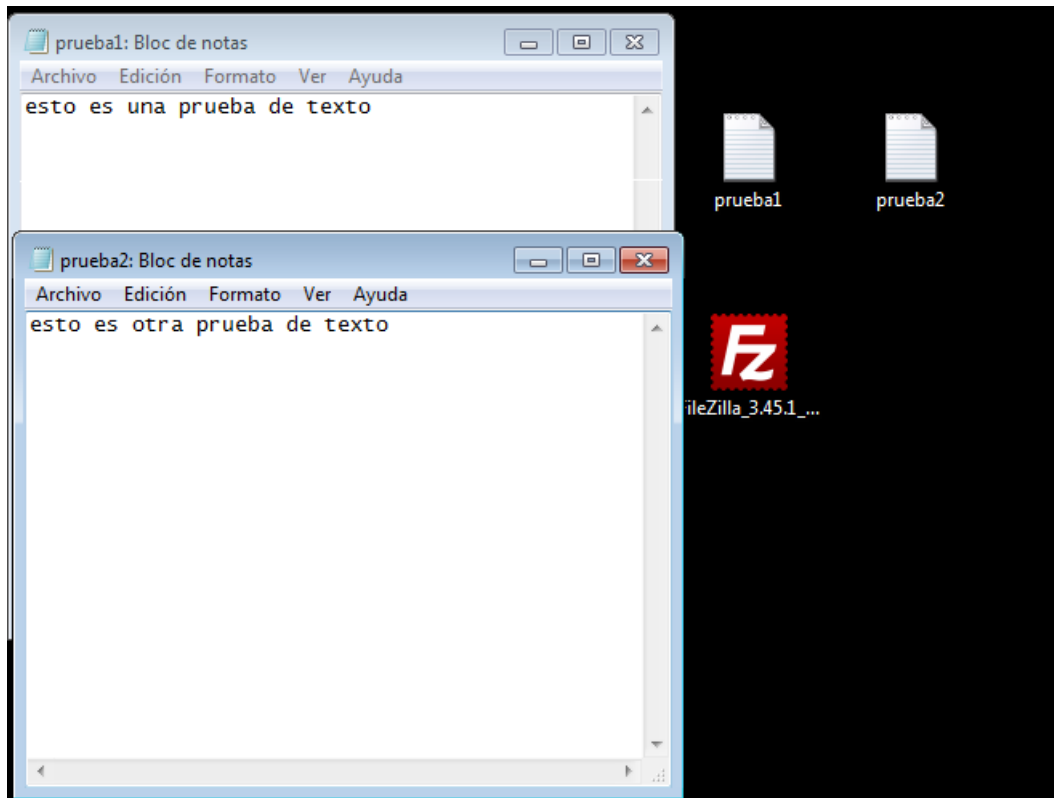 prueba1: Bloc de notas
Archivo Edición Formato Ver Ayuda
esto es una prueba de texto
prueba1
prueba2
prueba2: Bloc de notas
Archivo Edición Formato Ver Ayuda
esto es otra prueba de texto
Fz
ileZilla_3.45.1_...